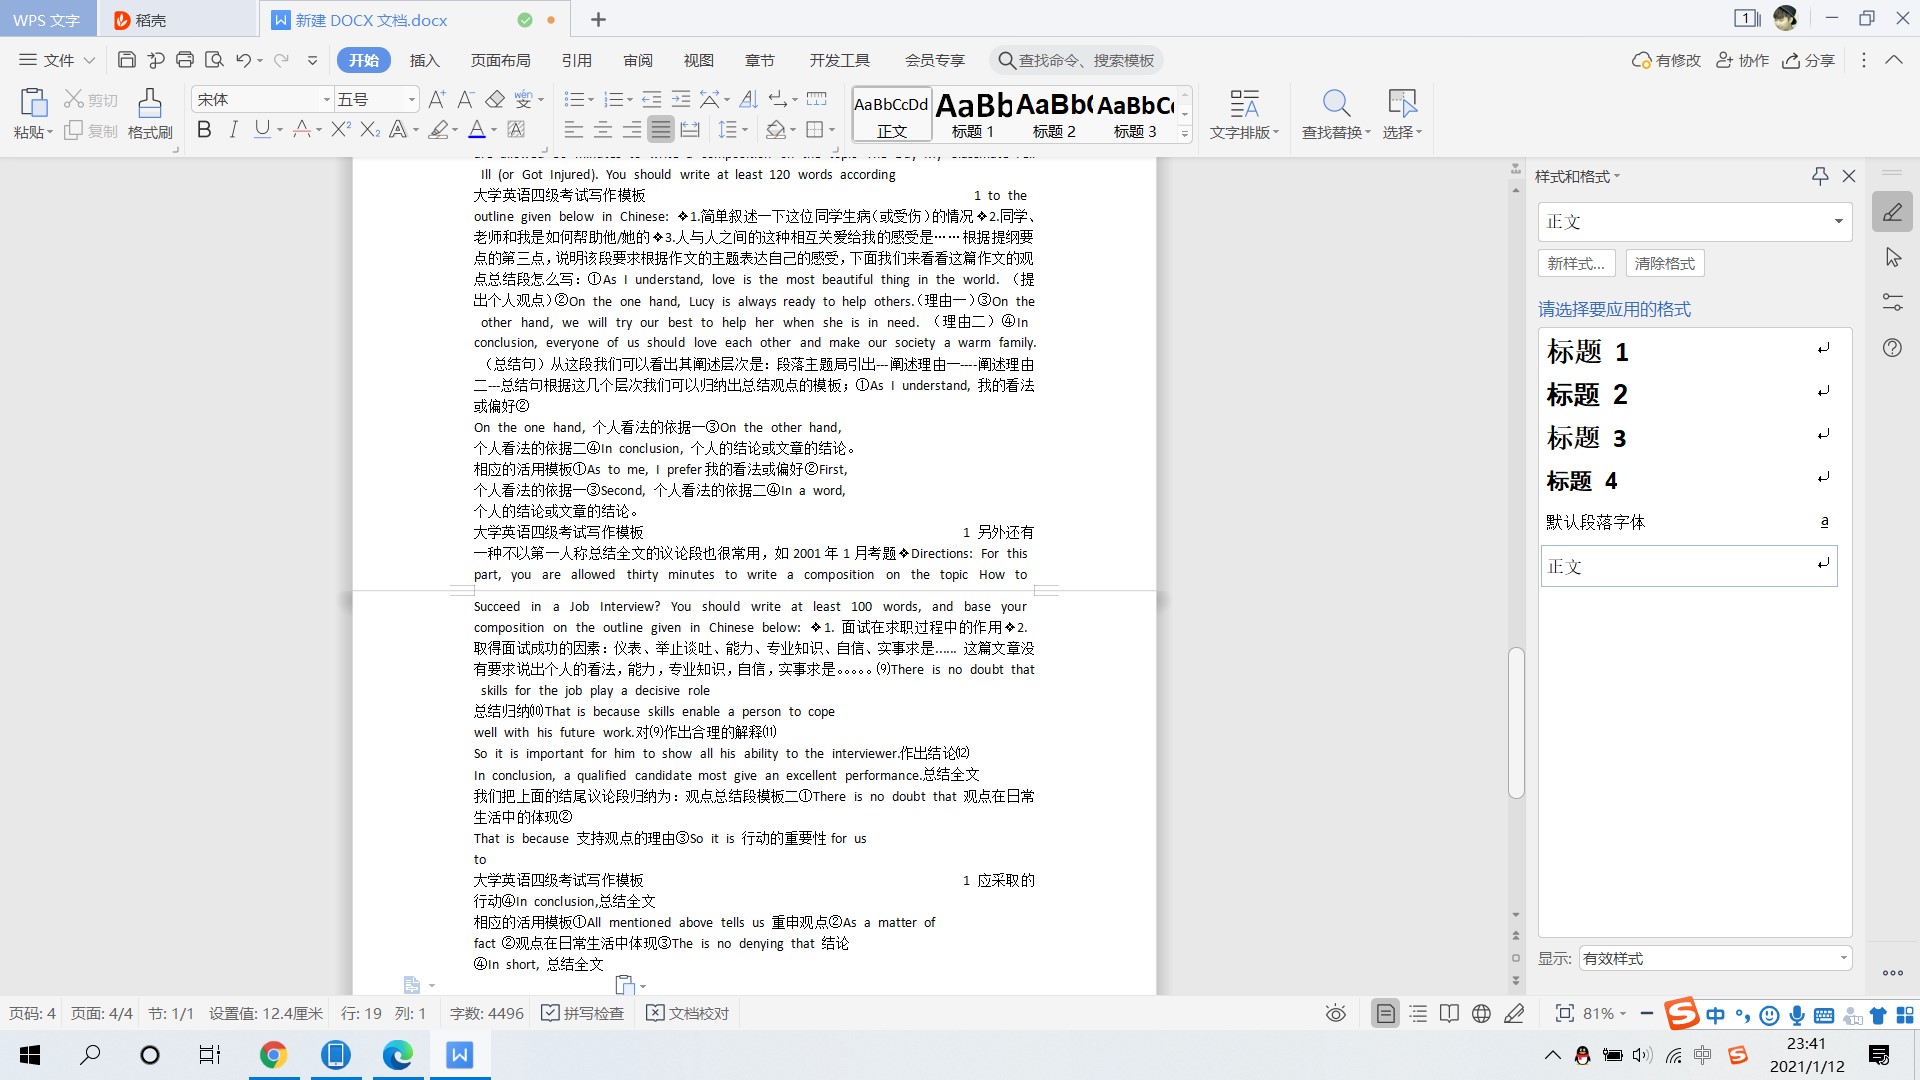 WPS 文字
稻壳
新建 DOCX 文档.docx
1
文件
开始
插入
页面布局
引用
审阅
视图
章节
开发工具
会员专享
查找命令、搜索模板
有修改
协作
分享
粘贴
剪切
复制
格式刷
宋体
五号
AaBbCcDd
正文
AaBb
标题 1
AaBb(
标题 2
AaBbC
标题 3
文字排版
查找替换
选择
Ill (or Got Injured). You should write at least 120 words according
大学英语四级考试写作模板 1 to the
outline given below in Chinese: ❖1.简单叙述一下这位同学生病(或受伤)的情况❖2.同学、
老师和我是如何帮助他/她的❖3.人与人之间的这种相互关爱给我的感受是……根据提纲要
点的第三点，说明该段要求根据作文的主题表达自己的感受，下面我们来看看这篇作文的观
点总结段怎么写：①As I understand, love is the most beautiful thing in the world. （提
出个人观点）②On the one hand, Lucy is always ready to help others.(理由一)③On the
other hand, we will try our best to help her when she is in need. （理由二）④In
conclusion, everyone of us should love each other and make our society a warm family.
（总结句）从这段我们可以看出其阐述层次是：段落主题局引出---阐述理由一----阐述理由
二---总结句根据这几个层次我们可以归纳出总结观点的模板；①As I understand, 我的看法
或偏好②
On the one hand, 个人看法的依据一③On the other hand,
个人看法的依据二④In conclusion, 个人的结论或文章的结论。
相应的活用模板①As to me, I prefer 我的看法或偏好②First,
个人看法的依据一③Second, 个人看法的依据二④In a word,
个人的结论或文章的结论。
大学英语四级考试写作模板 1 另外还有
一种不以第一人称总结全文的议论段也很常用，如 2001 年 1 月考题❖Directions: For this
part, you are allowed thirty minutes to write a composition on the topic How to
Succeed in a Job Interview? You should write at least 100 words, and base your
composition on the outline given in Chinese below: ❖1. 面试在求职过程中的作用❖2.
取得面试成功的因素：仪表、举止谈吐、能力、专业知识、自信、实事求是…… 这篇文章没
有要求说出个人的看法，能力，专业知识，自信，实事求是。。。。。⑼There is no doubt that
skills for the job play a decisive role
总结归纳⑽That is because skills enable a person to cope
well with his future work.对⑼作出合理的解释⑾
So it is important for him to show all his ability to the interviewer.作出结论⑿
In conclusion, a qualified candidate most give an excellent performance.总结全文
我们把上面的结尾议论段归纳为：观点总结段模板二①There is no doubt that 观点在日常
生活中的体现②
That is because 支持观点的理由③So it is 行动的重要性 for us
to
大学英语四级考试写作模板 1 应采取的
行动④In conclusion,总结全文
相应的活用模板①All mentioned above tells us 重申观点②As a matter of
fact ②观点在日常生活中体现③The is no denying that 结论
④In short, 总结全文
样式和格式
正文
新样式...
清除格式
请选择要应用的格式
标题 1
标题 2
标题 3
标题 4
默认段落字体 a
正文
显示: 有效样式
页码: 4
页面: 4/4
节: 1/1
设置值: 12.4厘米
行: 19
列: 1
字数: 4496
拼写检查
文档校对
81%
中
中
23:41
2021/1/12